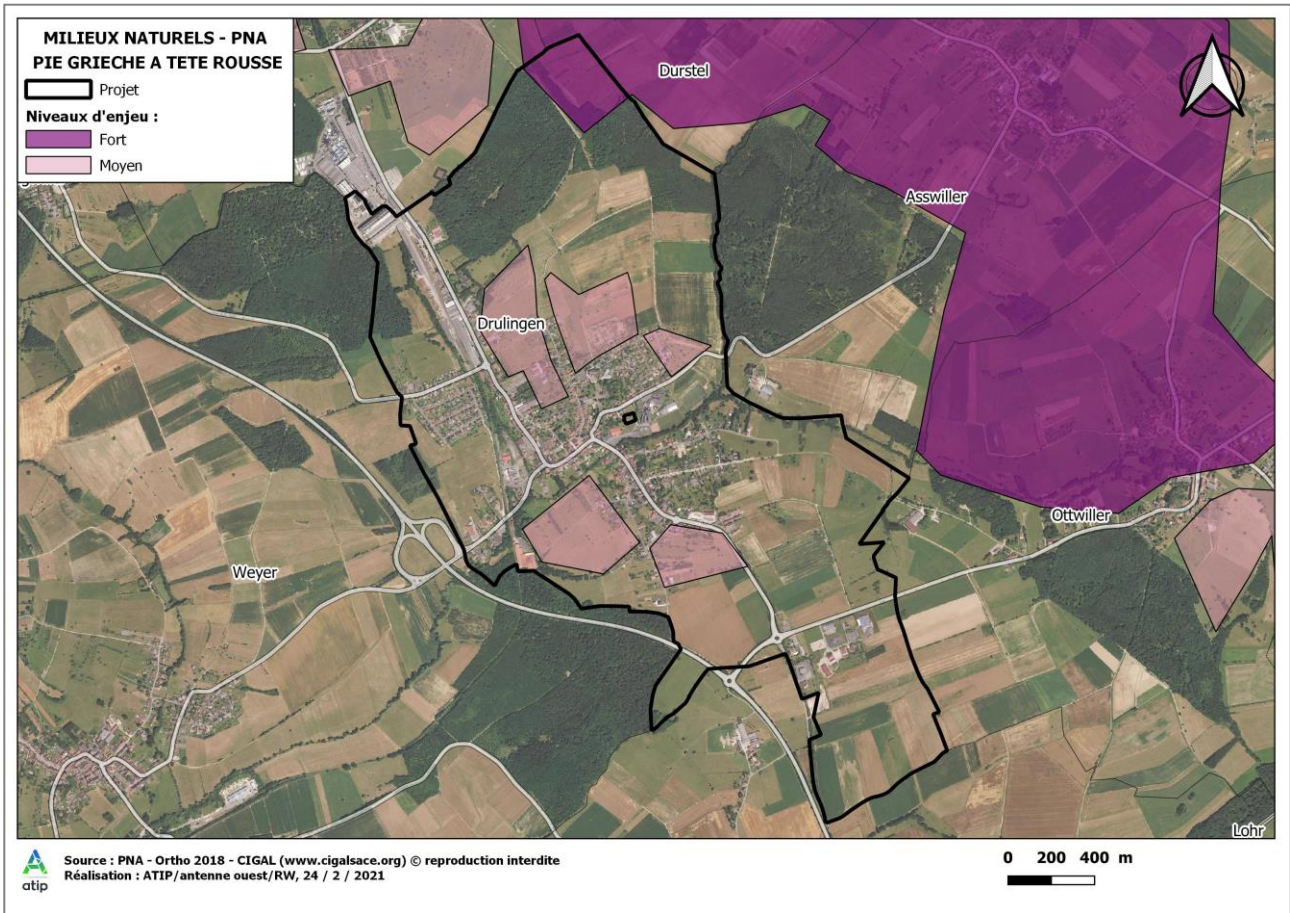 MILIEUX NATURELS - PNA
PIE GRIECHE A TETE ROUSSE
Projet
Niveaux d'enjeu :
Fort
Moyen
Durstel
Asswiller
Drulingen
Ottwiller
Weyer
Lohr
Source : PNA - Ortho 2018 - CIGAL (www.cigalsace.org) © reproduction interdite
Réalisation : ATIP/antenne ouest/RW, 24 / 2 / 2021
atip
0 200 400 m